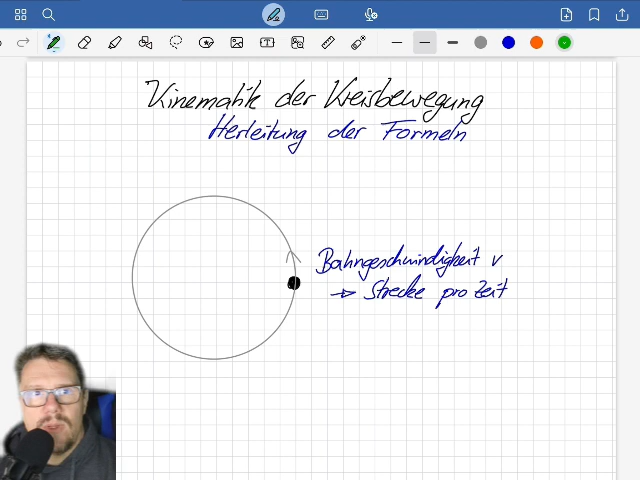 Kinematik der Kreisbewegung
Herleitung der Formeln
Bahngeschwindigkeit v
→ Strecke pro Zeit